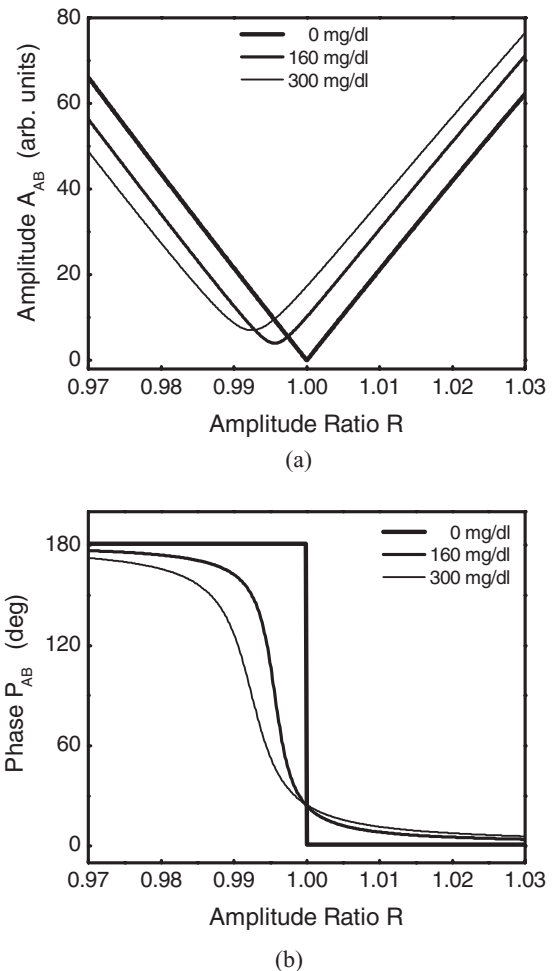 80
60
40
20
0
Amplitude A_AB (arb. units)
0 mg/dl
160 mg/dl
300 mg/dl
0.97 0.98 0.99 1.00 1.01 1.02 1.03
Amplitude Ratio R
(a)
180
120
60
0
Phase P_AB (deg)
0 mg/dl
160 mg/dl
300 mg/dl
0.97 0.98 0.99 1.00 1.01 1.02 1.03
Amplitude Ratio R
(b)